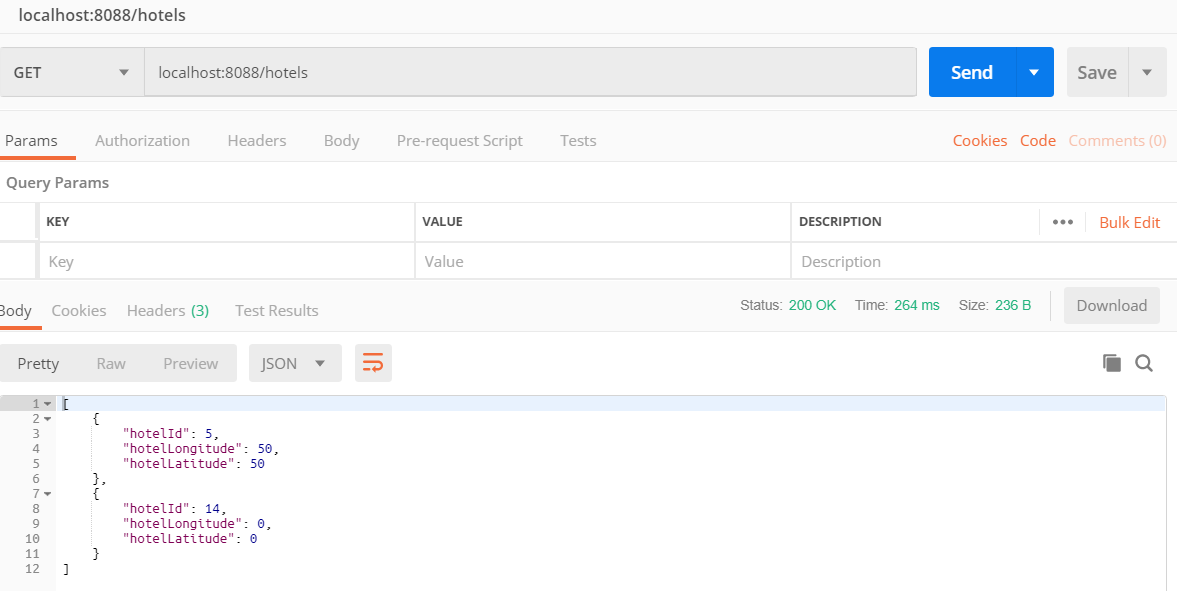 localhost:8088/hotels
GET localhost:8088/hotels Send Save
Params Authorization Headers Body Pre-request Script Tests Cookies Code Comments (0)
Query Params
KEY VALUE DESCRIPTION ••• Bulk Edit
Key Value Description
Body Cookies Headers (3) Test Results Status: 200 OK Time: 264 ms Size: 236 B Download
Pretty Raw Preview JSON
1 [
2 {
3 "hotelId": 5,
4 "hotelLongitude": 50,
5 "hotelLatitude": 50
6 },
7 {
8 "hotelId": 14,
9 "hotelLongitude": 0,
10 "hotelLatitude": 0
11 }
12 ]